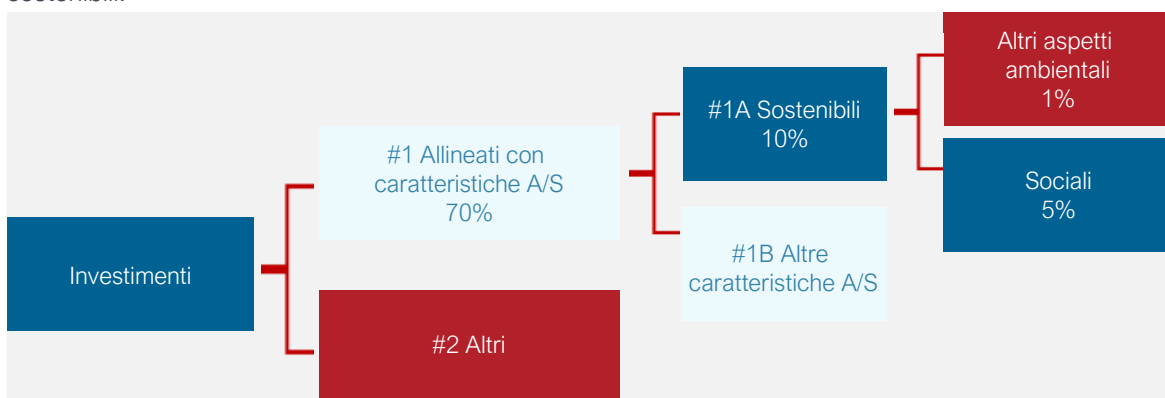 Altri aspetti
ambientali
1%
#1A Sostenibili
10%
#1 Allineati con
caratteristiche A/S
70%
Sociali
5%
#1B Altre
caratteristiche A/S
Investimenti
#2 Altri